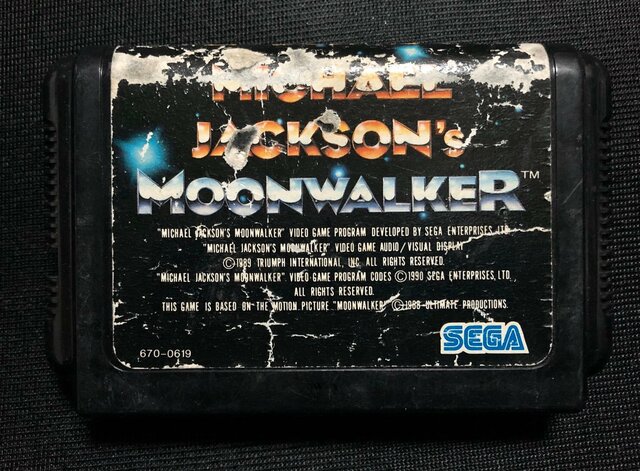 MICHAEL
JACKSON's
MOONWALKER™
"MICHAEL JACKSON'S MOONWALKER" VIDEO GAME PROGRAM DEVELOPED BY SEGA ENTERPRISES, LTD.
"MICHAEL JACKSON'S MOONWALKER" VIDEO GAME AUDIO/VISUAL DISPLAY
©1989 TRIUMPH INTERNATIONAL, INC. ALL RIGHTS RESERVED.
"MICHAEL JACKSON'S MOONWALKER" VIDEO GAME PROGRAM CODES ©1990 SEGA ENTERPRISES, LTD.
ALL RIGHTS RESERVED.
THIS GAME IS BASED ON THE MOTION PICTURE "MOONWALKER" ©1988 ULTIMATE PRODUCTIONS.
SEGA
670-0619